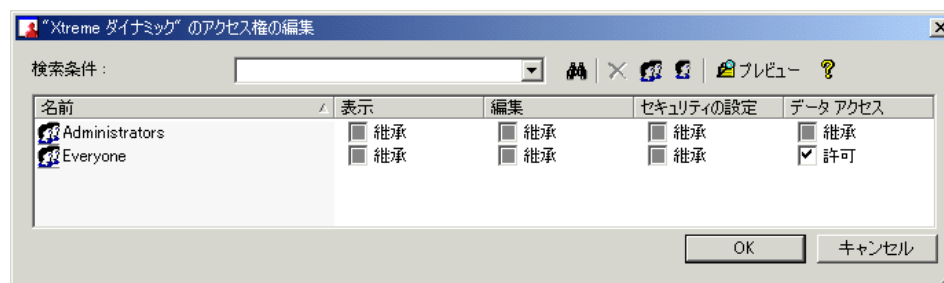 “Xtreme ダイナミック” のアクセス権の編集
検索条件： プレビュー
名前 表示 編集 セキュリティの設定 データ アクセス
Administrators 継承 継承 継承 継承
Everyone 継承 継承 継承 許可
OK キャンセル